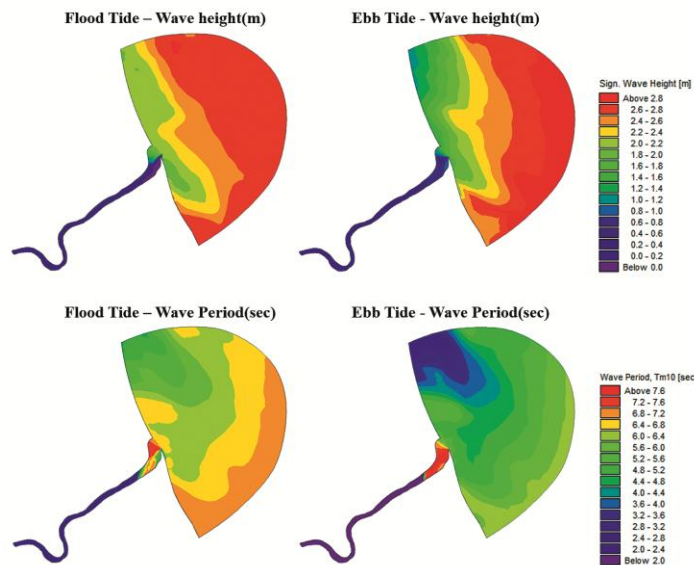 Flood Tide – Wave height(m)
Ebb Tide - Wave height(m)
Sign. Wave Height [m]
Above 2.8
2.6 - 2.8
2.4 - 2.6
2.2 - 2.4
2.0 - 2.2
1.8 - 2.0
1.6 - 1.8
1.4 - 1.6
1.2 - 1.4
1.0 - 1.2
0.8 - 1.0
0.6 - 0.8
0.4 - 0.6
0.2 - 0.4
0.0 - 0.2
Below 0.0
Flood Tide – Wave Period(sec)
Ebb Tide - Wave Period(sec)
Wave Period, Tm10 [sec
Above 7.6
7.2 - 7.6
6.8 - 7.2
6.4 - 6.8
6.0 - 6.4
5.6 - 6.0
5.2 - 5.6
4.8 - 5.2
4.4 - 4.8
4.0 - 4.4
3.6 - 4.0
3.2 - 3.6
2.8 - 3.2
2.4 - 2.8
2.0 - 2.4
Below 2.0